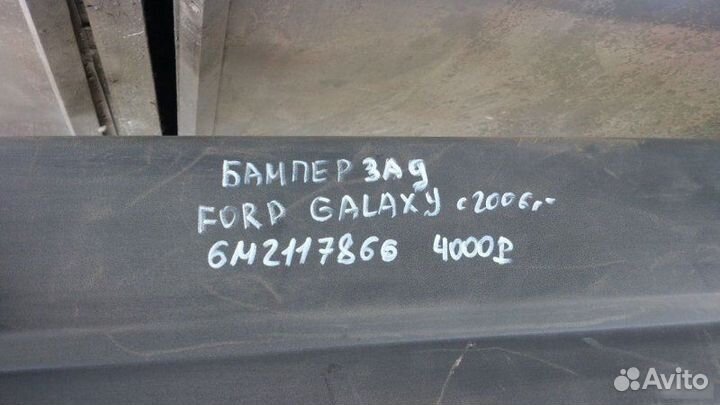 БАМПЕР ЗАД
FORD GALAXY с2006г-
6M2117866 4000₽
Avito